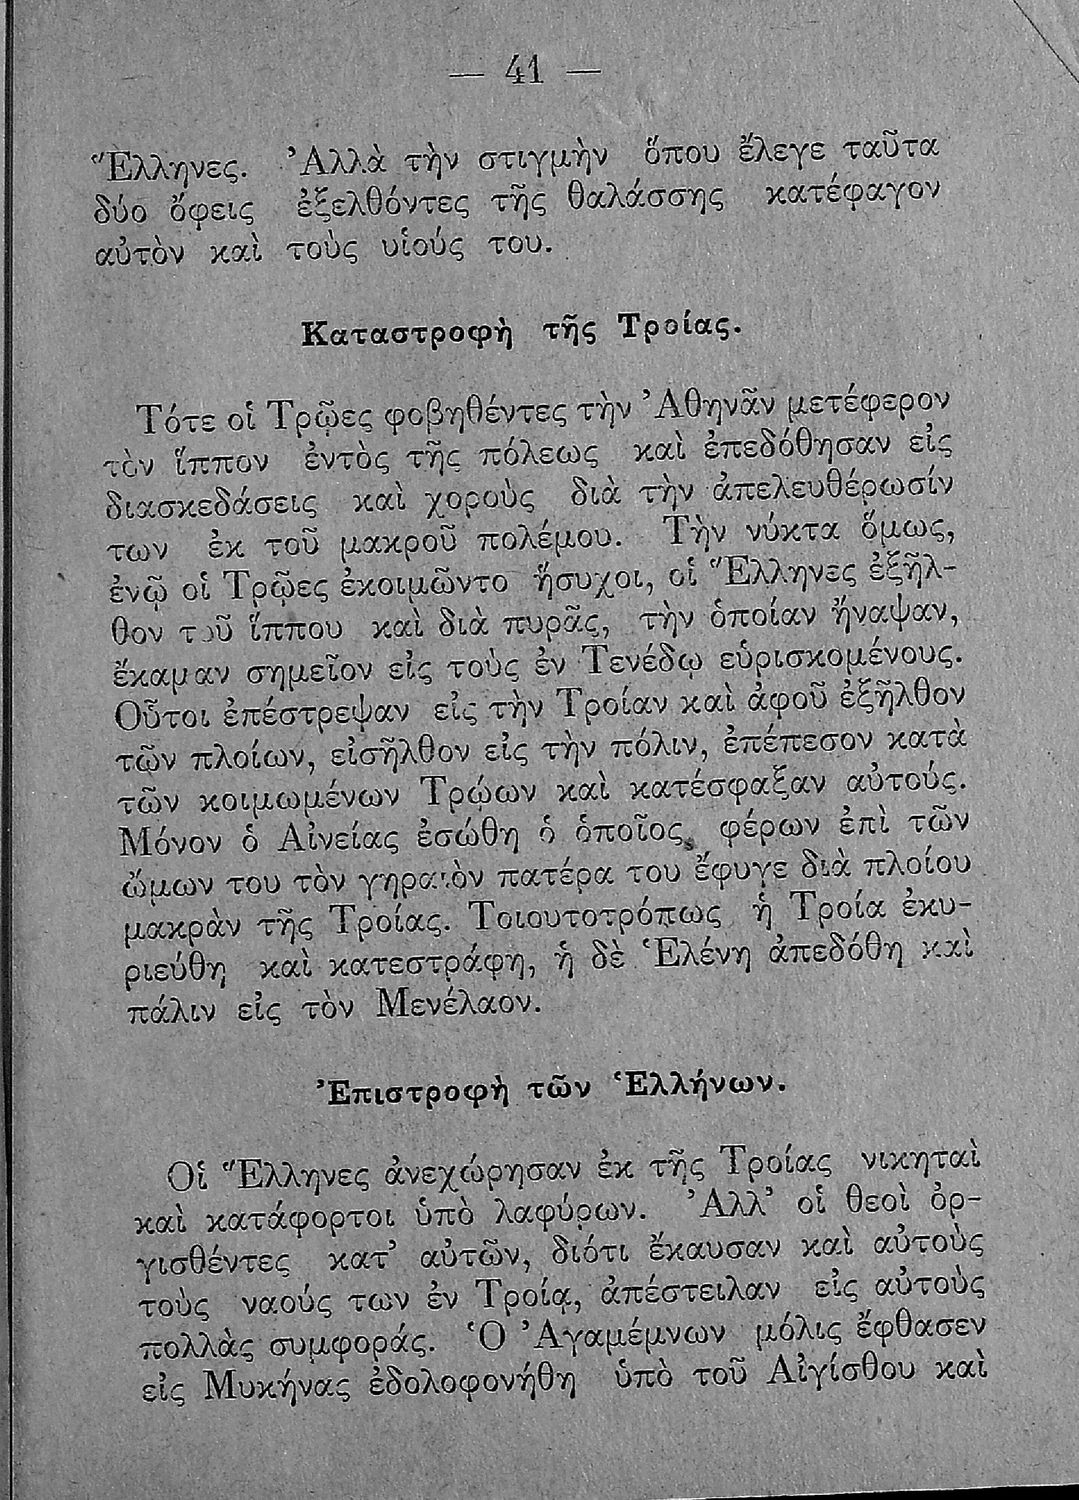 — 41 —
Ἕλληνες. Ἀλλὰ τὴν στιγμὴν ὅπου ἔλεγε ταῦτα
δύο ὄφεις ἐξελθόντες τῆς θαλάσσης κατέφαγον
αὐτὸν καὶ τοὺς υἱούς του.
Καταστροφὴ τῆς Τροίας.
Τότε οἱ Τρῷες φοβηθέντες τὴν Ἀθηνᾶν μετέφερον
τὸν ἵππον ἐντὸς τῆς πόλεως καὶ ἐπεδόθησαν εἰς
διασκεδάσεις καὶ χοροὺς διὰ τὴν ἀπελευθέρωσίν
των ἐκ τοῦ μακροῦ πολέμου. Τὴν νύκτα ὅμως,
ἐνῷ οἱ Τρῷες ἐκοιμῶντο ἥσυχοι, οἱ Ἕλληνες ἐξῆλ-
θον τοῦ ἵππου καὶ διὰ πυρᾶς, τὴν ὁποίαν ἤναψαν,
ἔκαμαν σημεῖον εἰς τοὺς ἐν Τενέδῳ εὑρισκομένους.
Οὗτοι ἐπέστρεψαν εἰς τὴν Τροίαν καὶ ἀφοῦ ἐξῆλθον
τῶν πλοίων, εἰσῆλθον εἰς τὴν πόλιν, ἐπέπεσον κατὰ
τῶν κοιμωμένων Τρώων καὶ κατέσφαξαν αὐτούς.
Μόνον ὁ Αἰνείας ἐσώθη ὁ ὁποῖος, φέρων ἐπὶ τῶν
ὤμων του τὸν γηραιὸν πατέρα του ἔφυγε διὰ πλοίου
μακρὰν τῆς Τροίας. Τοιουτοτρόπως ἡ Τροία ἐκυ-
ριεύθη καὶ κατεστράφη, ἡ δὲ Ἑλένη ἀπεδόθη καὶ
πάλιν εἰς τὸν Μενέλαον.
Ἐπιστροφὴ τῶν Ἑλλήνων.
Οἱ Ἕλληνες ἀνεχώρησαν ἐκ τῆς Τροίας νικηταὶ
καὶ κατάφορτοι ὑπὸ λαφύρων. Ἀλλ’ οἱ θεοὶ ὀρ-
γισθέντες κατ’ αὐτῶν, διότι ἔκαυσαν καὶ αὐτοὺς
τοὺς ναούς των ἐν Τροίᾳ, ἀπέστειλαν εἰς αὐτοὺς
πολλὰς συμφοράς. Ὁ Ἀγαμέμνων μόλις ἔφθασεν
εἰς Μυκήνας ἐδολοφονήθη ὑπὸ τοῦ Αἰγίσθου καὶ